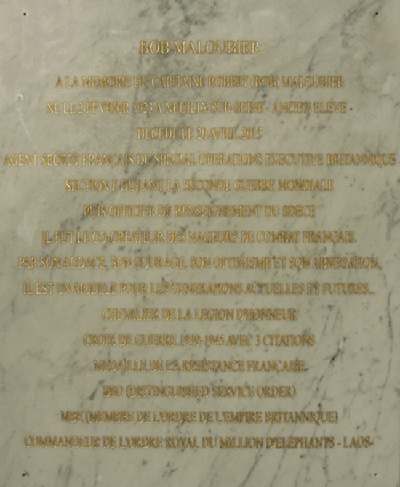 BOB MALOUBIER
A LA MEMOIRE DU CAPITAINE ROBERT "BOB" MALOUBIER
NE LE 2 FEVRIER 1923 A NEUILLY SUR SEINE - ANCIEN ELEVE -
DECEDE LE 20 AVRIL 2015
AGENT SECRET FRANÇAIS DU SPECIAL OPERATIONS EXECUTIVE BRITANNIQUE
SECTION F DURANT LA SECONDE GUERRE MONDIALE
PUIS OFFICIER DE RENSEIGNEMENT DU SDECE
IL FUT LE CO-CREATEUR DES NAGEURS DE COMBAT FRANÇAIS.
PAR SON AUDACE, SON COURAGE, SON OPTIMISME ET SON ABNEGATION,
IL EST UN MODELE POUR LES GENERATIONS ACTUELLES ET FUTURES...
CHEVALIER DE LA LEGION D'HONNEUR
CROIX DE GUERRE 1939-1945 AVEC 3 CITATIONS
MEDAILLE DE LA RESISTANCE FRANÇAISE
DSO (DISTINGUISHED SERVICE ORDER)
MBE (MEMBRE DE L'ORDRE DE L'EMPIRE BRITANNIQUE)
COMMANDEUR DE L'ORDRE ROYAL DU MILLION D'ELEPHANTS - LAOS-